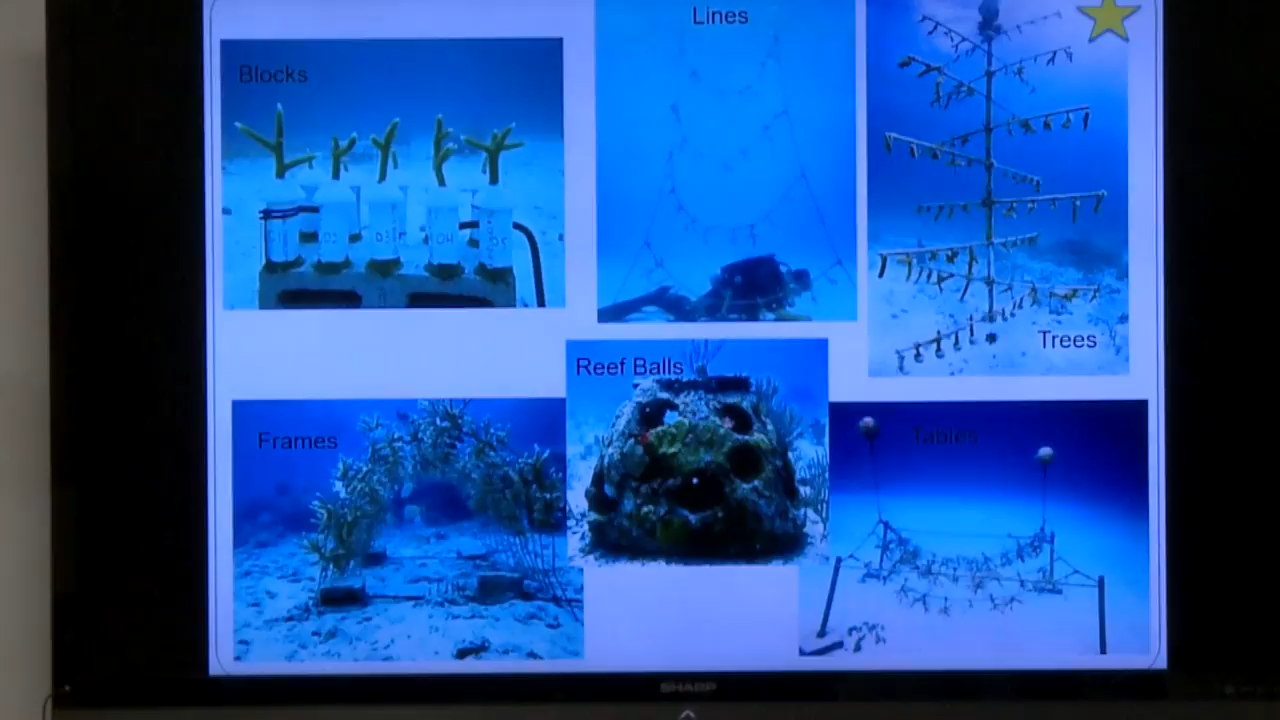 Lines
Blocks
Trees
Reef Balls
Frames
Tables
SHARP